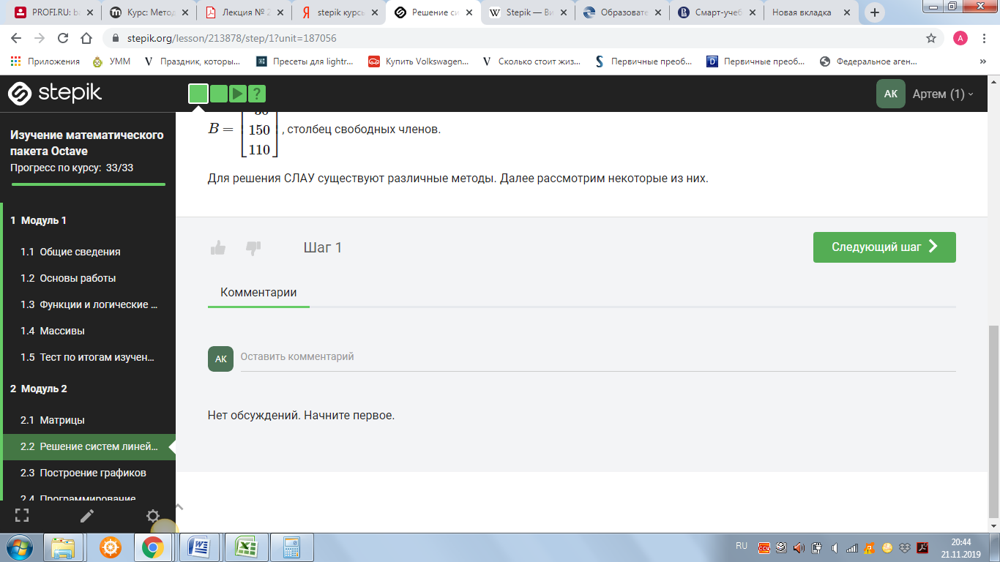 PROFI.RU: ba
Курс: Метод
Лекция № 2
stepik курсы
Решение си
Stepik — Ви
Образовате
Смарт-учеб
Новая вкладка
stepik.org/lesson/213878/step/1?unit=187056
A
Приложения
УММ
Праздник, которы...
Пресеты для lightr...
Купить Volkswagen...
Сколько стоит жиз...
Первичные преоб...
Первичные преоб...
Федеральное аген...
»
stepik
?
АК
Артем (1)
Изучение математического
пакета Octave
Прогресс по курсу: 33/33
1 Модуль 1
1.1 Общие сведения
1.2 Основы работы
1.3 Функции и логические ...
1.4 Массивы
1.5 Тест по итогам изучен...
2 Модуль 2
2.1 Матрицы
2.2 Решение систем линей...
2.3 Построение графиков
2.4 Программирование
B = 150 , столбец свободных членов.
110
Для решения СЛАУ существуют различные методы. Далее рассмотрим некоторые из них.
Шаг 1
Следующий шаг
Комментарии
АК
Оставить комментарий
Нет обсуждений. Начните первое.
RU
20:44
21.11.2019